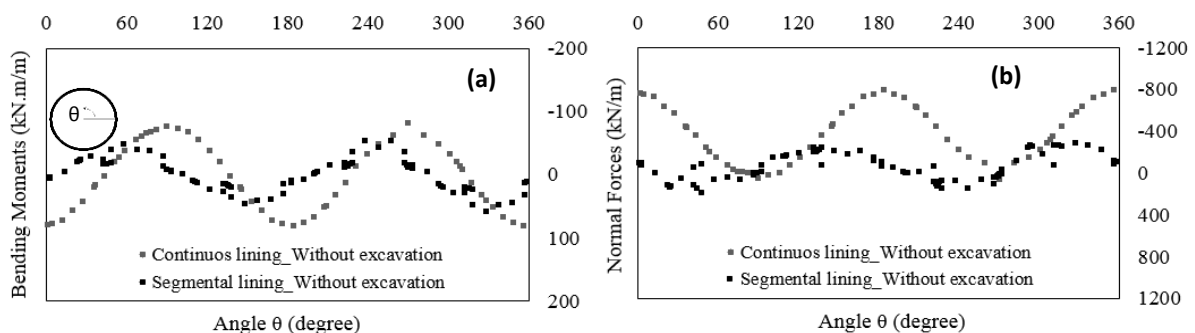 0 60 120 180 240 300 360
-200
-100
0
100
200
Bending Moments (kN.m/m)
(a)
θ
Continuos lining_Without excavation
Segmental lining_Without excavation
Angle θ (degree)
0 60 120 180 240 300 360
-1200
-800
-400
0
400
800
1200
Normal Forces (kN/m)
(b)
Continuos lining_Without excavation
Segmental lining_Without excavation
Angle θ (degree)